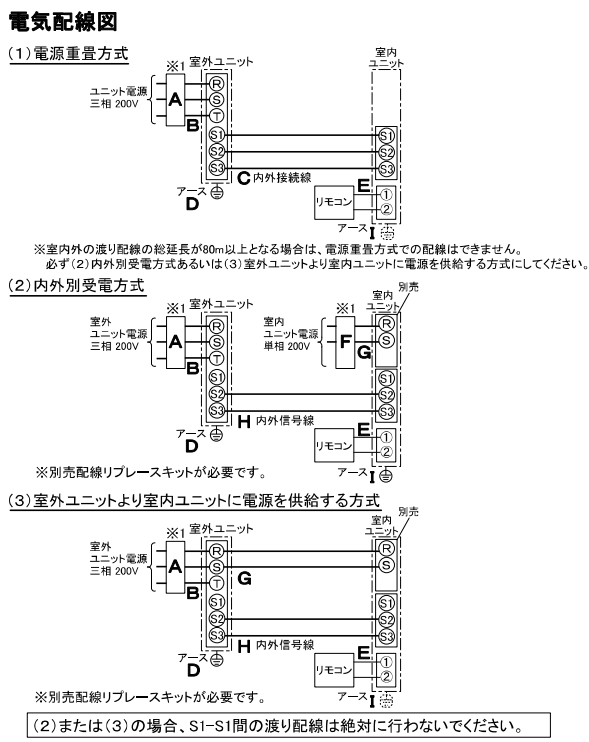 電気配線図
(1)電源重畳方式
※1
室外ユニット
室内
ユニット
ユニット電源
三相 200V
A
B
R
S
T
S1
S2
S3
S1
S2
S3
C 内外接続線
アース
D
リモコン
E
①
②
アース I
※室内外の渡り配線の総延長が80m以上となる場合は、電源重畳方式での配線はできません。
必ず(2)内外別受電方式あるいは(3)室外ユニットより室内ユニットに電源を供給する方式にしてください。
(2)内外別受電方式
※1
室外ユニット
※1
室内
ユニット
別売
室外
ユニット電源
三相 200V
A
B
R
S
T
S1
S2
S3
室内
ユニット電源
単相 200V
F
G
R
S
S1
S2
S3
H 内外信号線
アース
D
リモコン
E
①
②
アース I
※別売配線リプレースキットが必要です。
(3)室外ユニットより室内ユニットに電源を供給する方式
※1
室外ユニット
室内
ユニット
別売
室外
ユニット電源
三相 200V
A
B
R
S
T
S1
S2
S3
G
R
S
S1
S2
S3
H 内外信号線
アース
D
リモコン
E
①
②
アース I
※別売配線リプレースキットが必要です。
(2)または(3)の場合、S1-S1間の渡り配線は絶対に行わないでください。